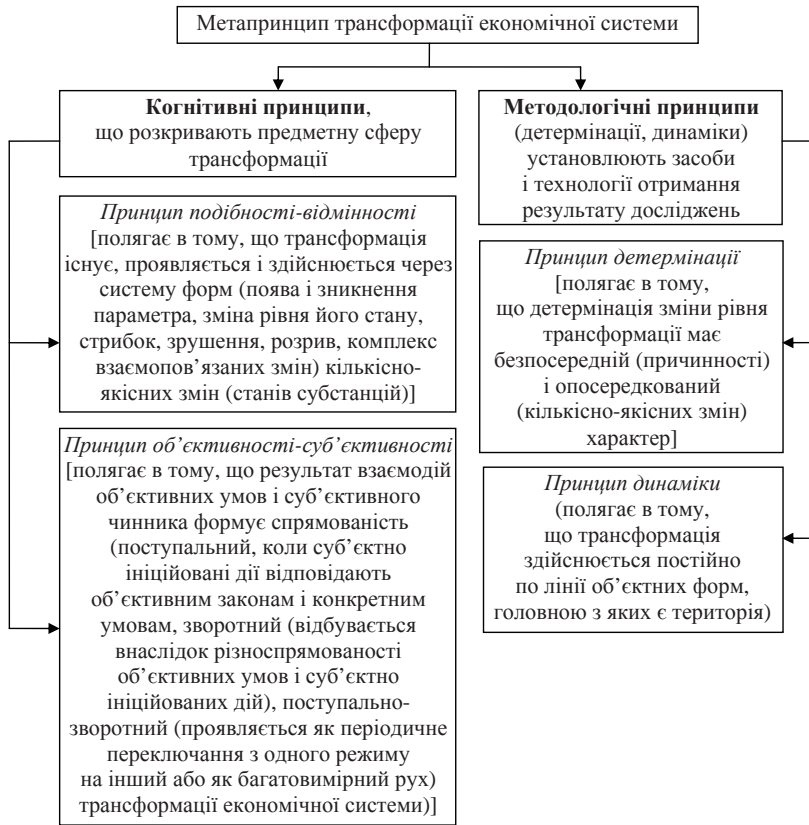 Метапринцип трансформації економічної системи
Когнітивні принципи,
що розкривають предметну сферу
трансформації
Принцип подібності-відмінності
[полягає в тому, що трансформація
існує, проявляється і здійснюється через
систему форм (поява і зникнення
параметра, зміна рівня його стану,
стрибок, зрушення, розрив, комплекс
взаємопов’язаних змін) кількісно-
якісних змін (станів субстанцій)]
Принцип об’єктивності-суб’єктивності
[полягає в тому, що результат взаємодій
об’єктивних умов і суб’єктивного
чинника формує спрямованість
(поступальний, коли суб’єктно
ініційовані дії відповідають
об’єктивним законам і конкретним
умовам, зворотний (відбувається
внаслідок різноспрямованості
об’єктивних умов і суб’єктно
ініційованих дій), поступально-
зворотний (проявляється як періодичне
переключання з одного режиму
на інший або як багатовимірний рух)
трансформації економічної системи)]
Методологічні принципи
(детермінації, динаміки)
установлюють засоби
і технології отримання
результату досліджень
Принцип детермінації
[полягає в тому,
що детермінація зміни рівня
трансформації має
безпосередній (причинності)
і опосередкований
(кількісно-якісних змін)
характер]
Принцип динаміки
(полягає в тому,
що трансформація
здійснюється постійно
по лінії об’єктних форм,
головною з яких є територія)